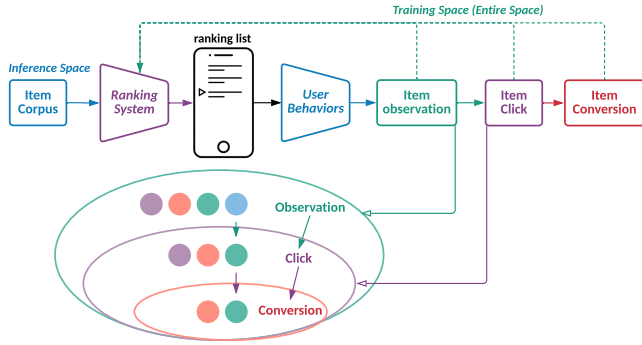 Training Space (Entire Space)
ranking list
Inference Space
Item
Corpus
Ranking
System
User
Behaviors
Item
observation
Item
Click
Item
Conversion
Observation
Click
Conversion